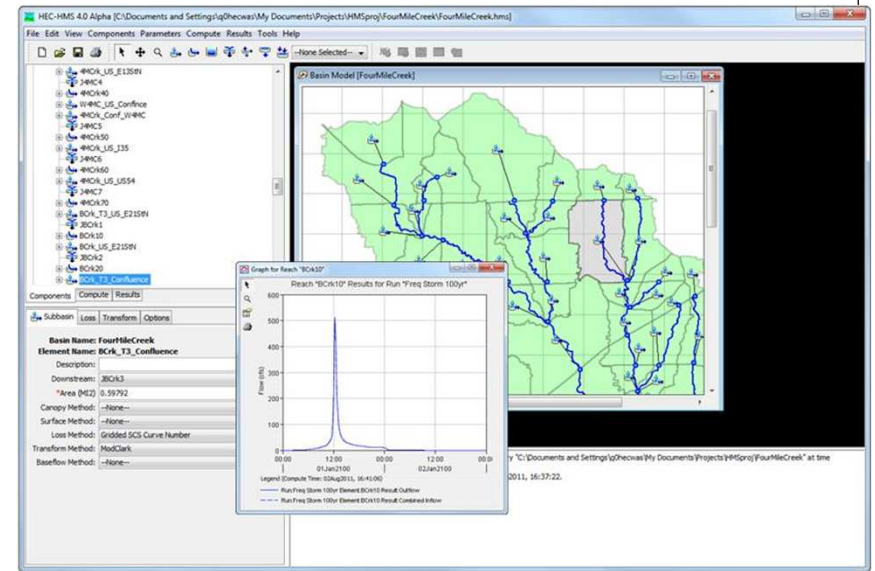 HEC-HMS 4.0 Alpha [C:\Documents and Settings\q0hecwas\My Documents\Projects\HMSproj\FourMileCreek\FourMileCreek.hms]
File Edit View Components Parameters Compute Results Tools Help
--None Selected--
4MCrk_US_E135tN
J4MC4
4MCrk40
W4MC_US_Confince
4MCrk_Conf_W4MC
J4MC5
4MCrk50
4MCrk_US_I35
J4MC6
4MCrk60
4MCrk_US_US54
J4MC7
4MCrk70
BCrk_T3_US_E21StN
JBCrk1
BCrk10
BCrk_US_E21StN
JBCrk2
BCrk20
BCrk_T3_Confluence
Components Compute Results
Subbasin Loss Transform Options
Basin Name: FourMileCreek
Element Name: BCrk_T3_Confluence
Description:
Downstream: JBCrk3
*Area (MI2) 0.59792
Canopy Method: --None--
Surface Method: --None--
Loss Method: Gridded SCS Curve Number
Transform Method: ModClark
Baseflow Method: --None--
Basin Model [FourMileCreek]
Graph for Reach "BCrk10"
Reach "BCrk10" Results for Run "Freq Storm 100yr"
Flow (cfs)
600
500
400
300
200
100
0
00:00 12:00 00:00 12:00 00:0
01Jan2100 02Jan2100
Legend (Compute Time: 02Aug2011, 16:41:06)
Run:Freq Storm 100yr Element:BCrk10 Result:Outflow
Run:Freq Storm 100yr Element:BCrk10 Result:Combined Inflow
ry "C:\Documents and Settings\q0hecwas\My Documents\Projects\HMSproj\FourMileCreek" at time
2011, 16:37:22.